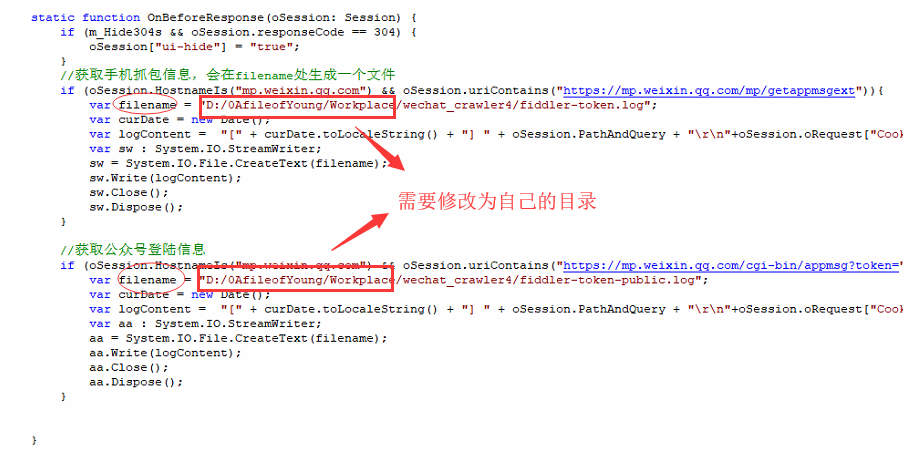 static function OnBeforeResponse(oSession: Session) {
if (m_Hide304s && oSession.responseCode == 304) {
oSession["ui-hide"] = "true";
}
//获取手机抓包信息，会在filename处生成一个文件
if (oSession.HostnameIs("mp.weixin.qq.com") && oSession.uriContains("https://mp.weixin.qq.com/mp/getappmsgext")){
var filename = "D:/0AfileofYoung/Workplace/wechat_crawler4/fiddler-token.log";
var curDate = new Date();
var logContent =  "[" + curDate.toLocaleString() + "] " + oSession.PathAndQuery + "\r\n"+oSession.oRequest["Cook
var sw : System.IO.StreamWriter;
sw = System.IO.File.CreateText(filename);
sw.Write(logContent);
sw.Close();
sw.Dispose();
}
需要修改为自己的目录
//获取公众号登陆信息
if (oSession.HostnameIs("mp.weixin.qq.com") && oSession.uriContains("https://mp.weixin.qq.com/cgi-bin/appmsg?token="
var filename = "D:/0AfileofYoung/Workplace/wechat_crawler4/fiddler-token-public.log";
var curDate = new Date();
var logContent =  "[" + curDate.toLocaleString() + "] " + oSession.PathAndQuery + "\r\n"+oSession.oRequest["Cook
var aa : System.IO.StreamWriter;
aa = System.IO.File.CreateText(filename);
aa.Write(logContent);
aa.Close();
aa.Dispose();
}
}